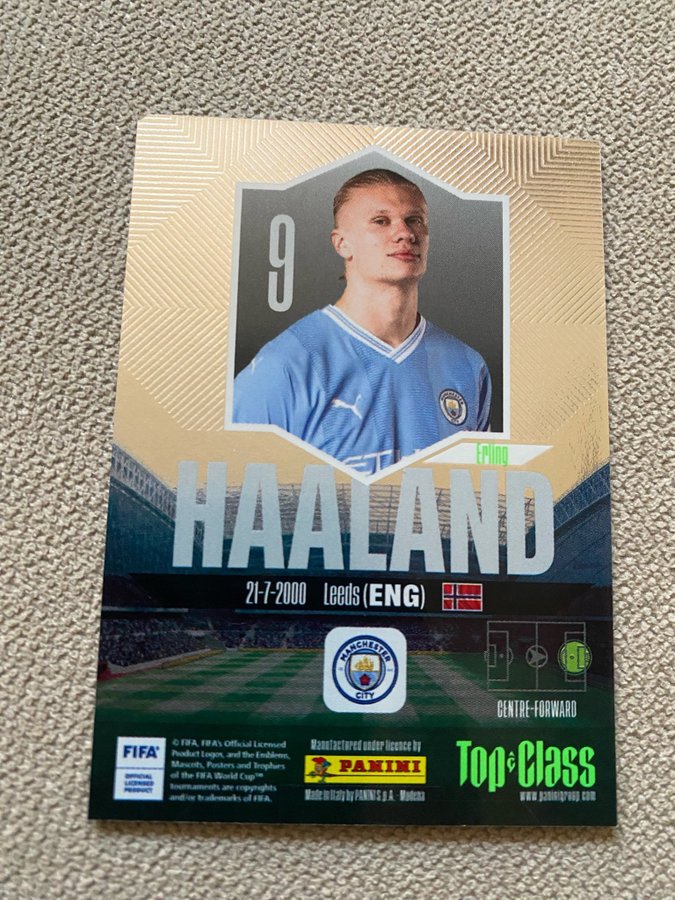 9
Erling
HAALAND
21-7-2000 Leeds (ENG)
MANCHESTER
CITY
CENTRE-FORWARD
FIFA®
OFFICIAL
LICENSED
PRODUCT
© FIFA, FIFA's Official Licensed
Product Logos, and the Emblems,
Mascots, Posters and Trophies
of the FIFA World Cup™
tournaments are copyrights
and/or trademarks of FIFA.
Manufactured under licence by
PANINI
Made in Italy by PANINI S.p.A. - Modena
Top Class
www.paninigroup.com